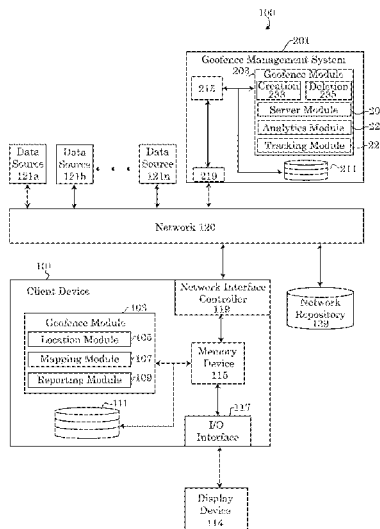 100
201
Geofence Management System
203
Geofence Module
Creation
233
Deletion
235
215
Server Module
20
Analytics Module
22
Tracking Module
22
211
219
Data
Source
121a
Data
Source
121b
Data
Source
121n
Network 120
101
Client Device
Network Interface
Controller
119
Network
Repository
139
103
Geofence Module
Location Module
105
Mapping Module
107
Reporting Module
109
Memory
Device
115
111
117
I/O
Interface
Display
Device
114